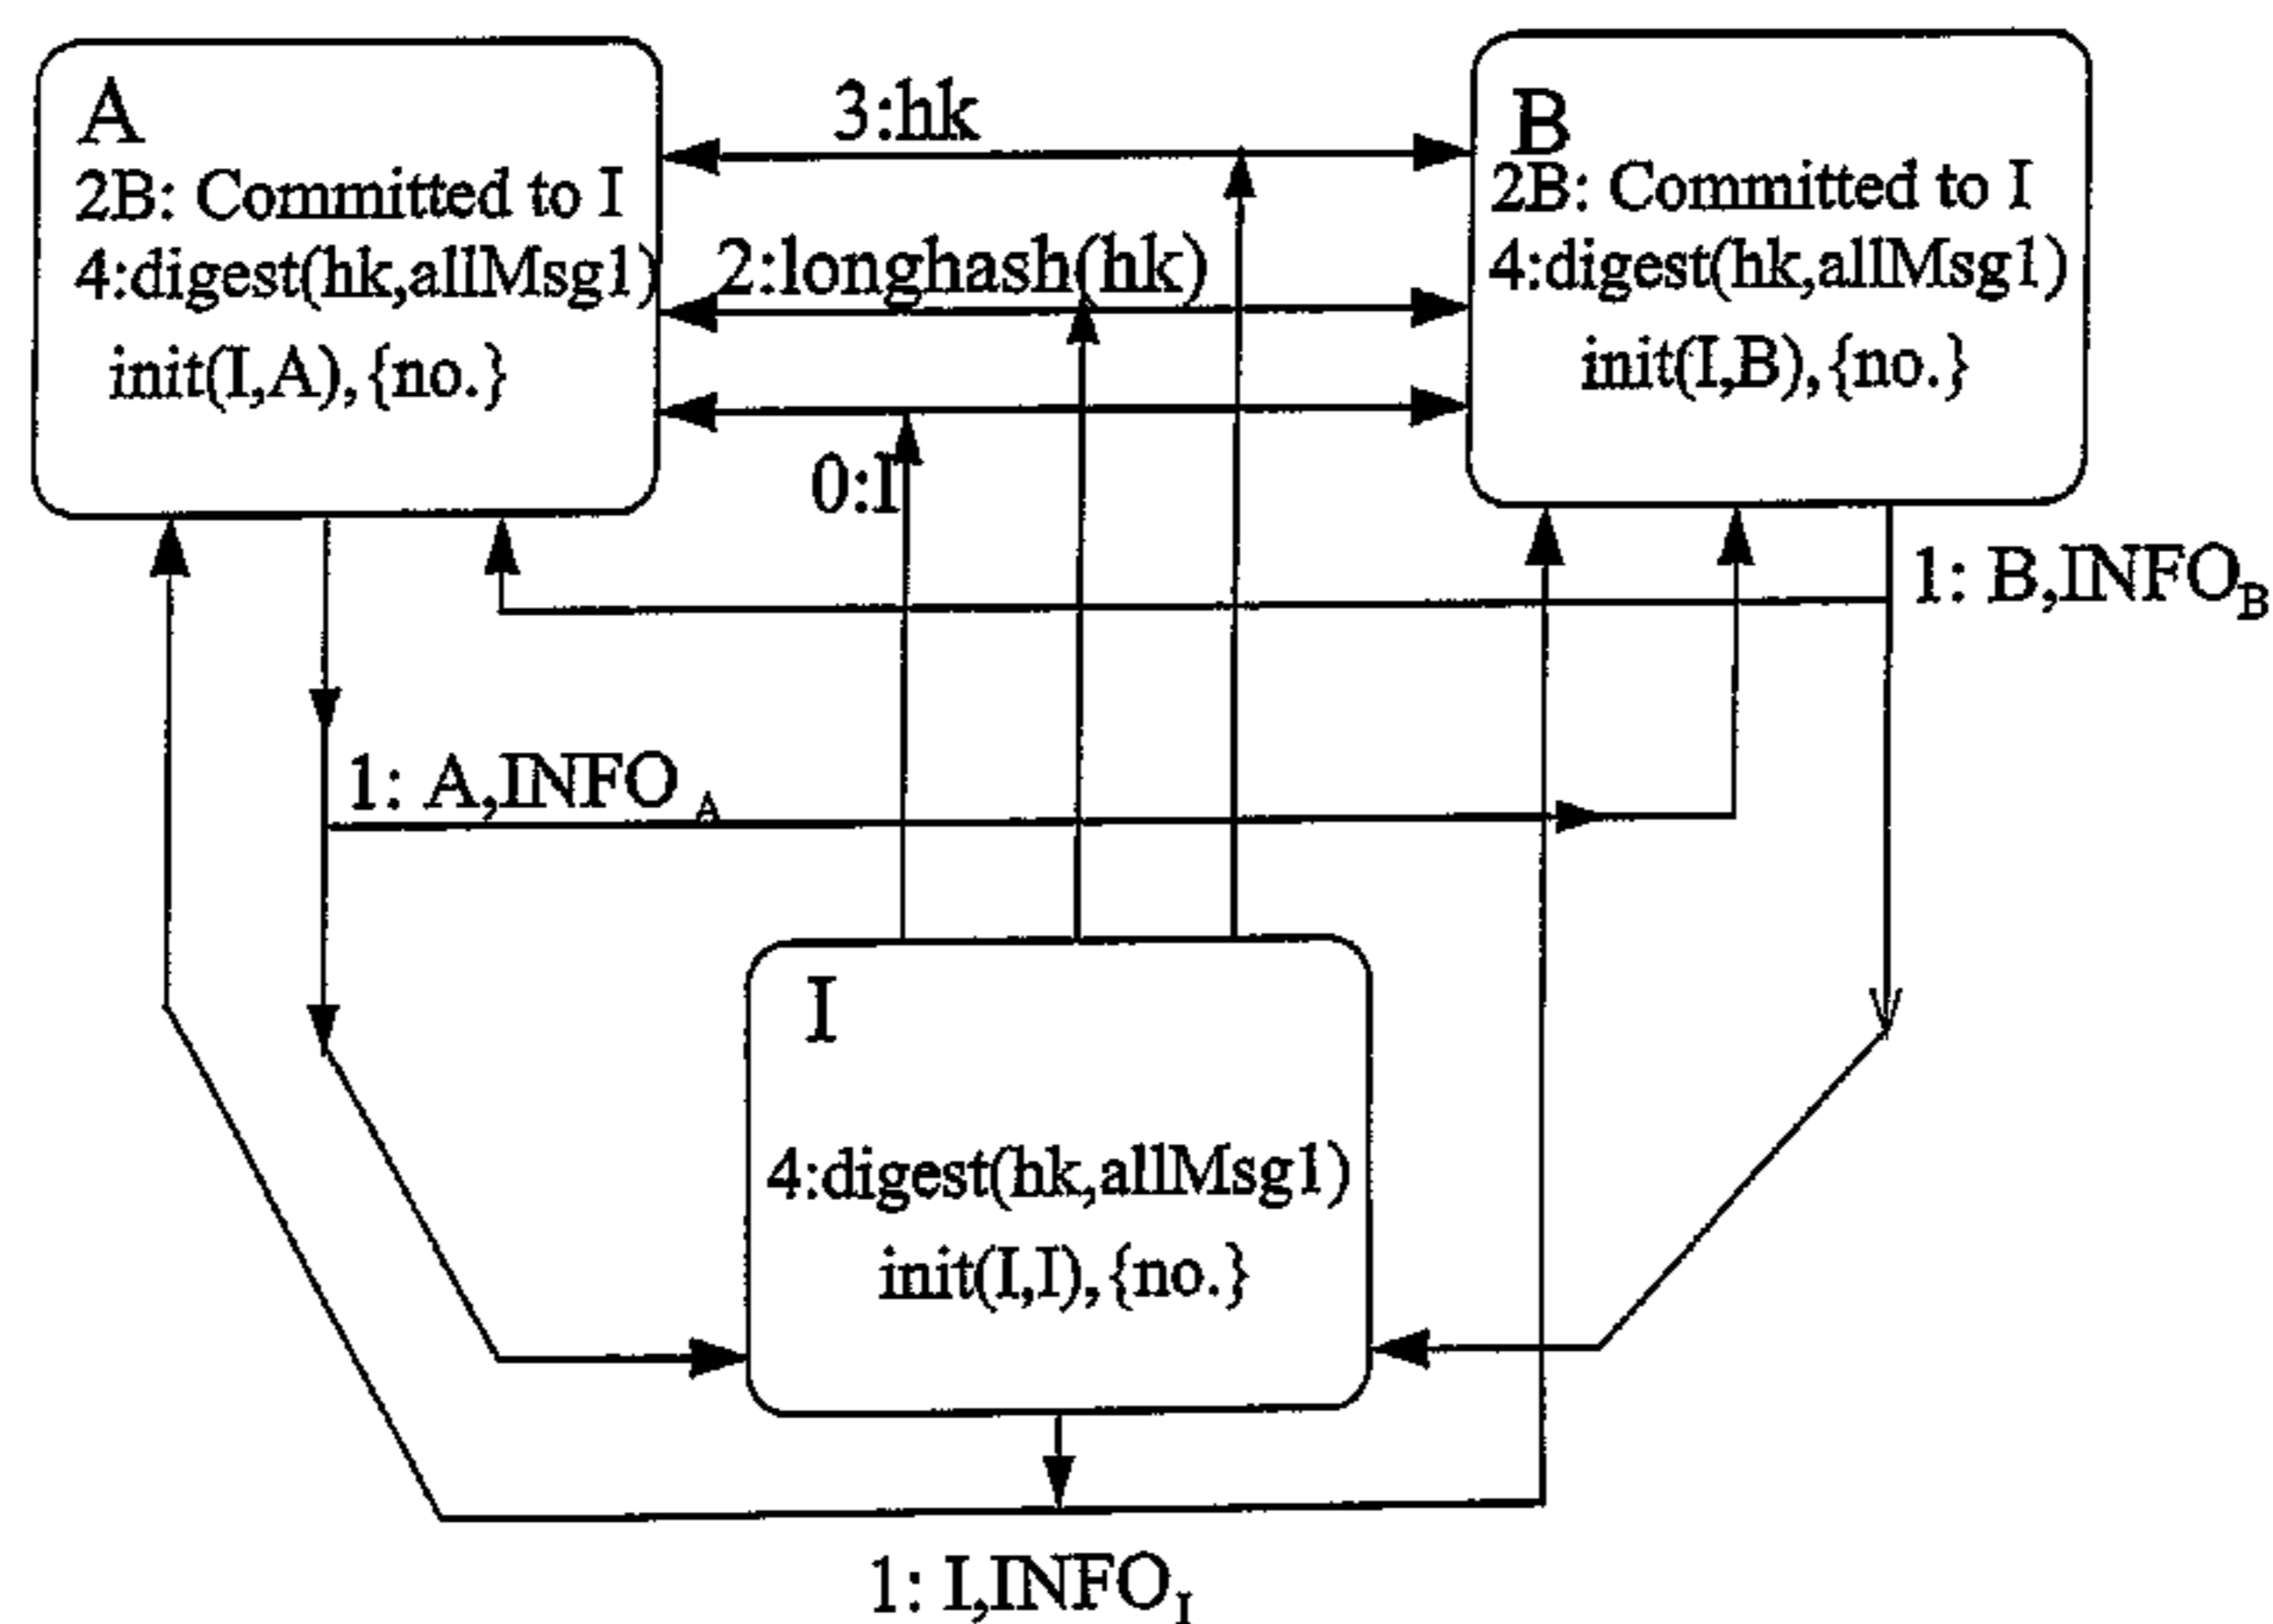 A
2B: Committed to I
4:digest(hk,allMsg1)
init(I,A),{no.}
3:hk
2:longhash(hk)
0:I
B
2B: Committed to I
4:digest(hk,allMsg1)
init(I,B),{no.}
1: B,INFO_B
1: A,INFO_A
I
4:digest(hk,allMsg1)
init(I,I),{no.}
1: I,INFO_I